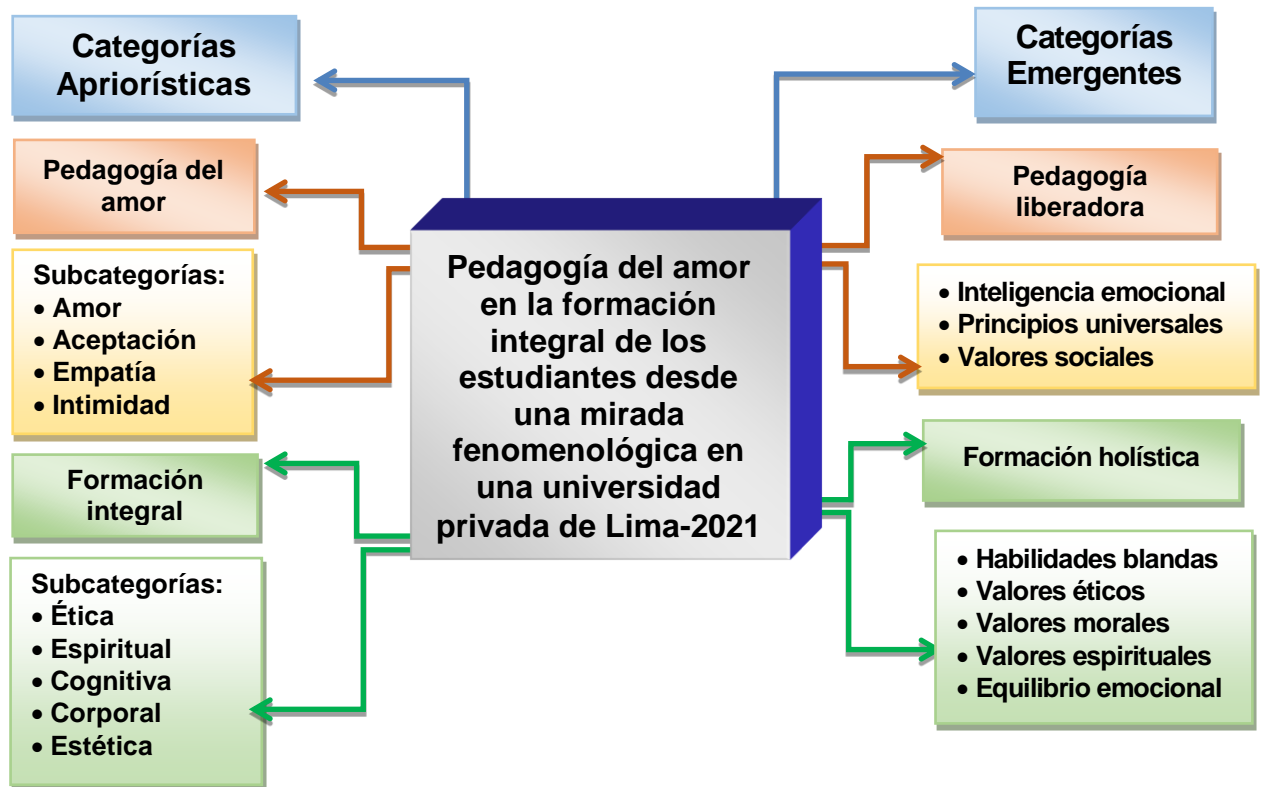 Categorías
Apriorísticas
Pedagogía del
amor
Subcategorías:
• Amor
• Aceptación
• Empatía
• Intimidad
Formación
integral
Subcategorías:
• Ética
• Espiritual
• Cognitiva
• Corporal
• Estética
Pedagogía del amor
en la formación
integral de los
estudiantes desde
una mirada
fenomenológica en
una universidad
privada de Lima-2021
Categorías
Emergentes
Pedagogía
liberadora
• Inteligencia emocional
• Principios universales
• Valores sociales
Formación holística
• Habilidades blandas
• Valores éticos
• Valores morales
• Valores espirituales
• Equilibrio emocional